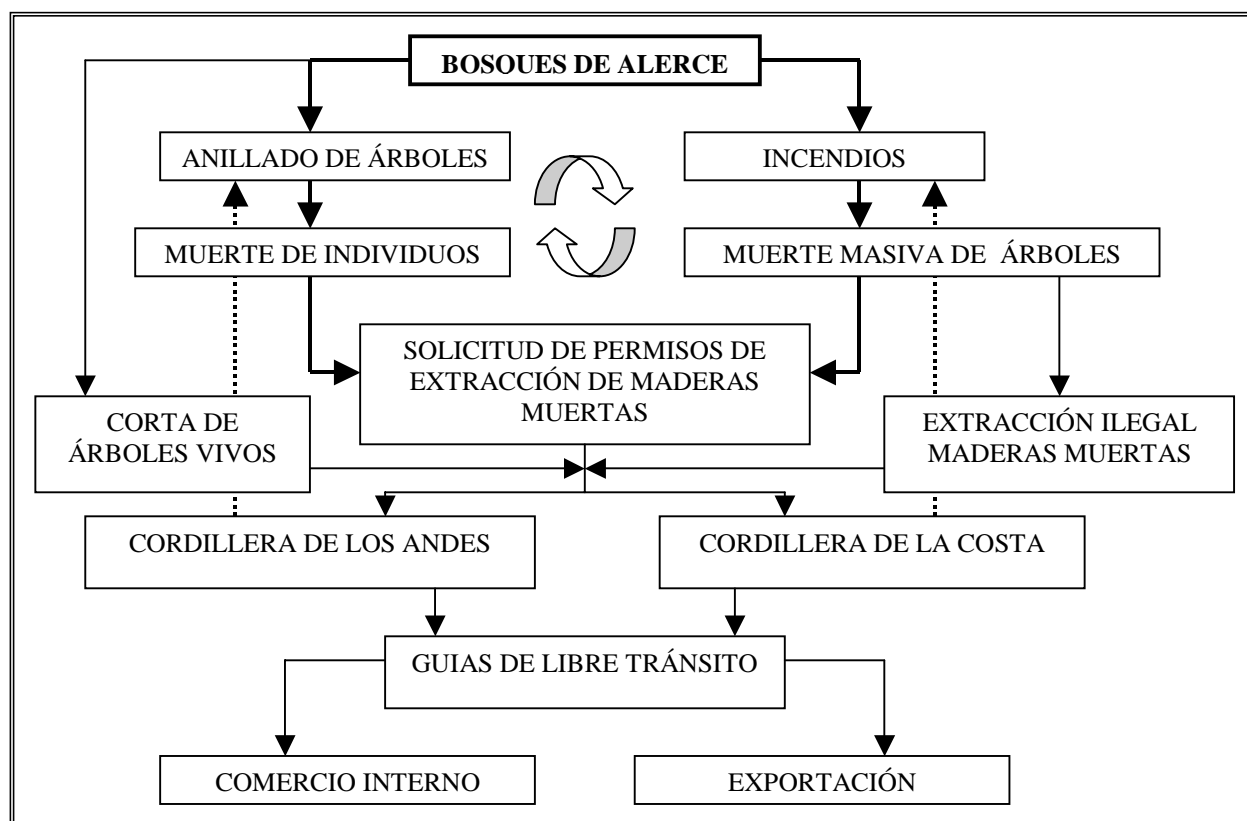 BOSQUES DE ALERCE
ANILLADO DE ÁRBOLES
INCENDIOS
MUERTE DE INDIVIDUOS
MUERTE MASIVA DE ÁRBOLES
SOLICITUD DE PERMISOS DE
EXTRACCIÓN DE MADERAS
MUERTAS
CORTA DE
ÁRBOLES VIVOS
EXTRACCIÓN ILEGAL
MADERAS MUERTAS
CORDILLERA DE LOS ANDES
CORDILLERA DE LA COSTA
GUIAS DE LIBRE TRÁNSITO
COMERCIO INTERNO
EXPORTACIÓN